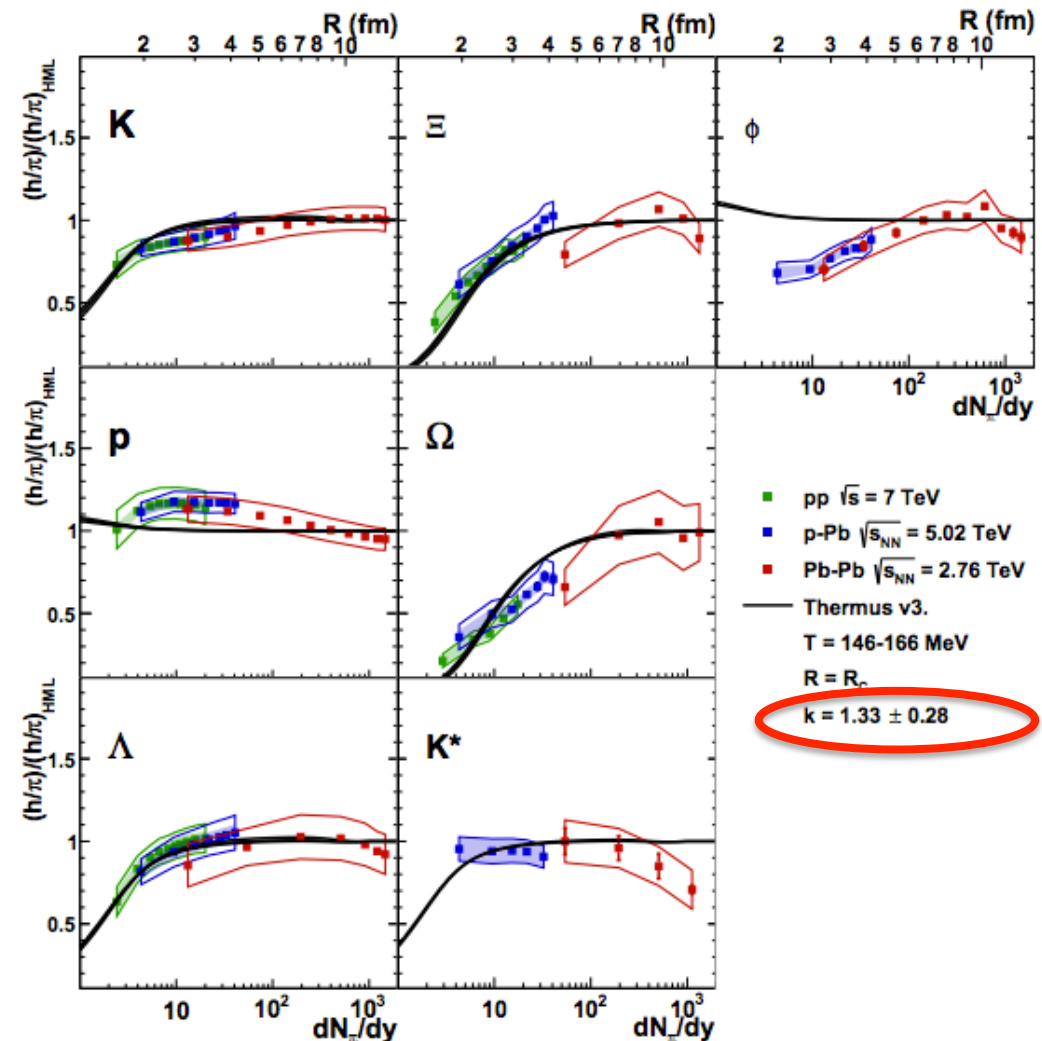 R (fm) R (fm) R (fm)
2 3 4 5 6 7 8 10 2 3 4 5 6 7 8 10 2 3 4 5 6 7 8 10
(h/π)/(h/π)HML
K Ξ ϕ
1.5
1
0.5
10 10² 10³
dN_π/dy
(h/π)/(h/π)HML
p Ω
1.5
1
0.5
pp √s = 7 TeV
p-Pb √sNN = 5.02 TeV
Pb-Pb √sNN = 2.76 TeV
Thermus v3.
T = 146-166 MeV
R = RC
k = 1.33 ± 0.28
(h/π)/(h/π)HML
Λ K*
1.5
1
0.5
10 10² 10³ 10 10² 10³
dN_π/dy dN_π/dy